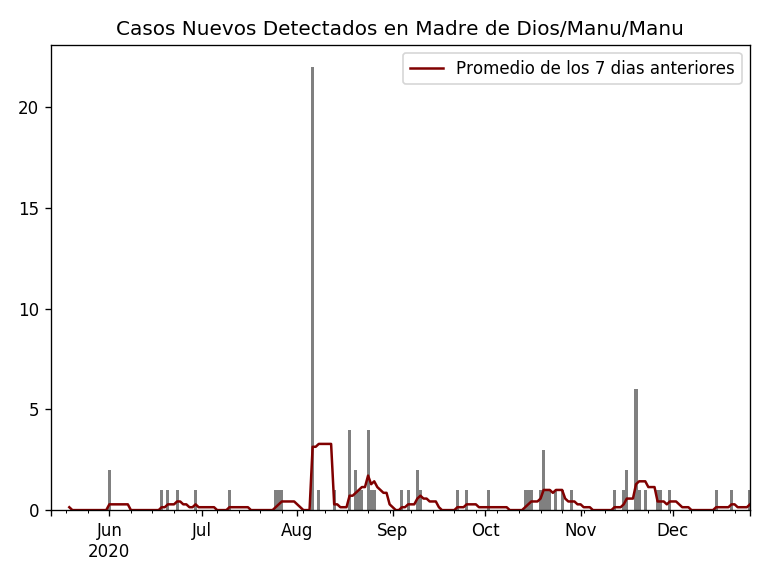 Casos Nuevos Detectados en Madre de Dios/Manu/Manu
Promedio de los 7 dias anteriores
20
15
10
5
0
Jun Jul Aug Sep Oct Nov Dec
2020